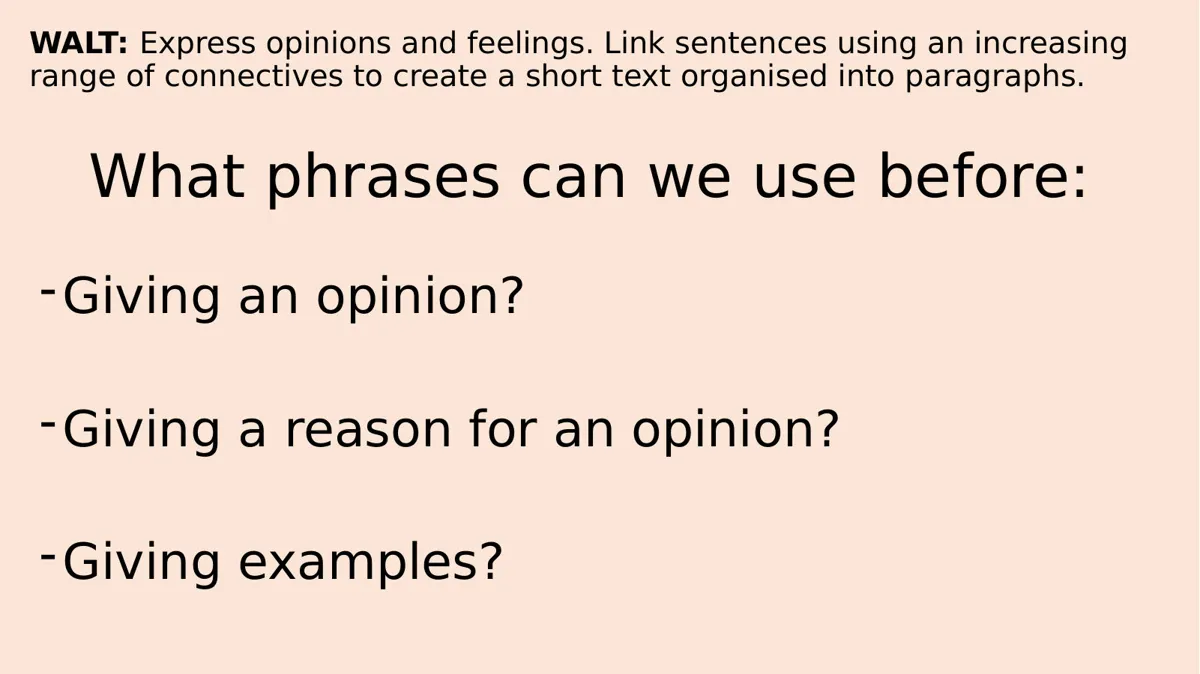 WALT: Express opinions and feelings. Link sentences using an increasing
range of connectives to create a short text organised into paragraphs.
What phrases can we use before:
-Giving an opinion?
-Giving a reason for an opinion?
-Giving examples?